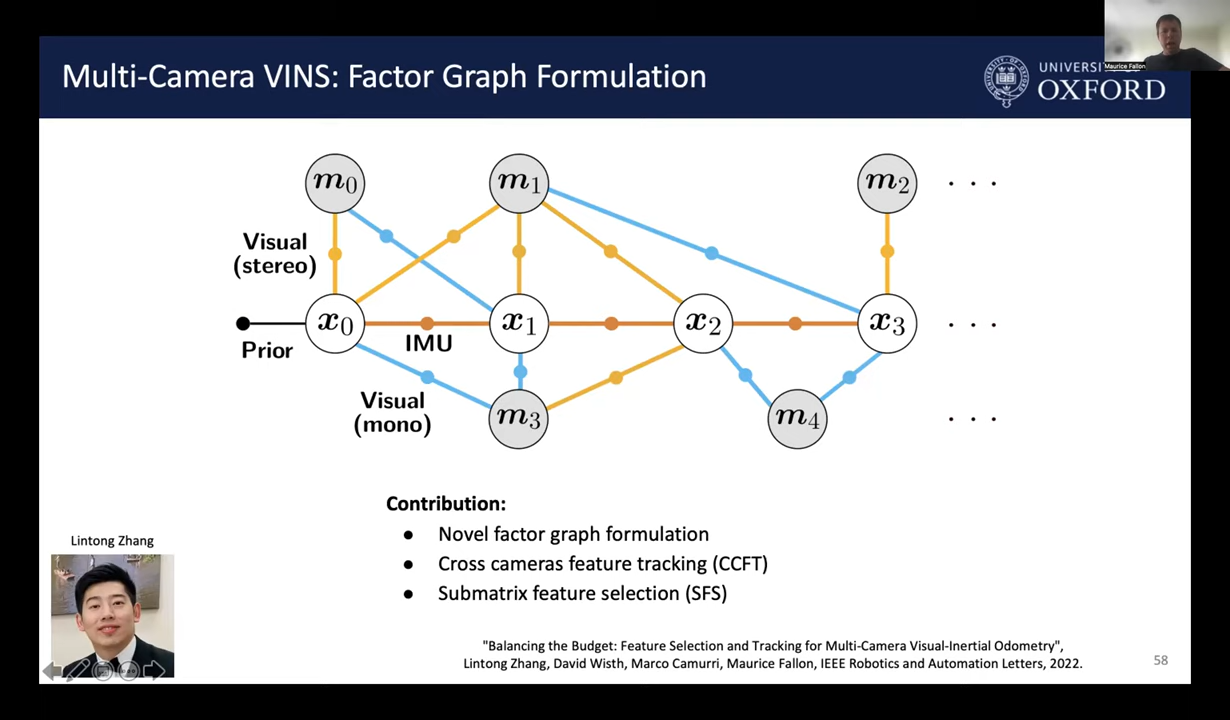 Maurice Fallon
Multi-Camera VINS: Factor Graph Formulation
OXFORD
m0
m1
m2
. . .
Visual
(stereo)
x0
x1
x2
x3
. . .
Prior
IMU
Visual
(mono)
m3
m4
. . .
Contribution:
● Novel factor graph formulation
● Cross cameras feature tracking (CCFT)
● Submatrix feature selection (SFS)
Lintong Zhang
"Balancing the Budget: Feature Selection and Tracking for Multi-Camera Visual-Inertial Odometry",
Lintong Zhang, David Wisth, Marco Camurri, Maurice Fallon, IEEE Robotics and Automation Letters, 2022.
58